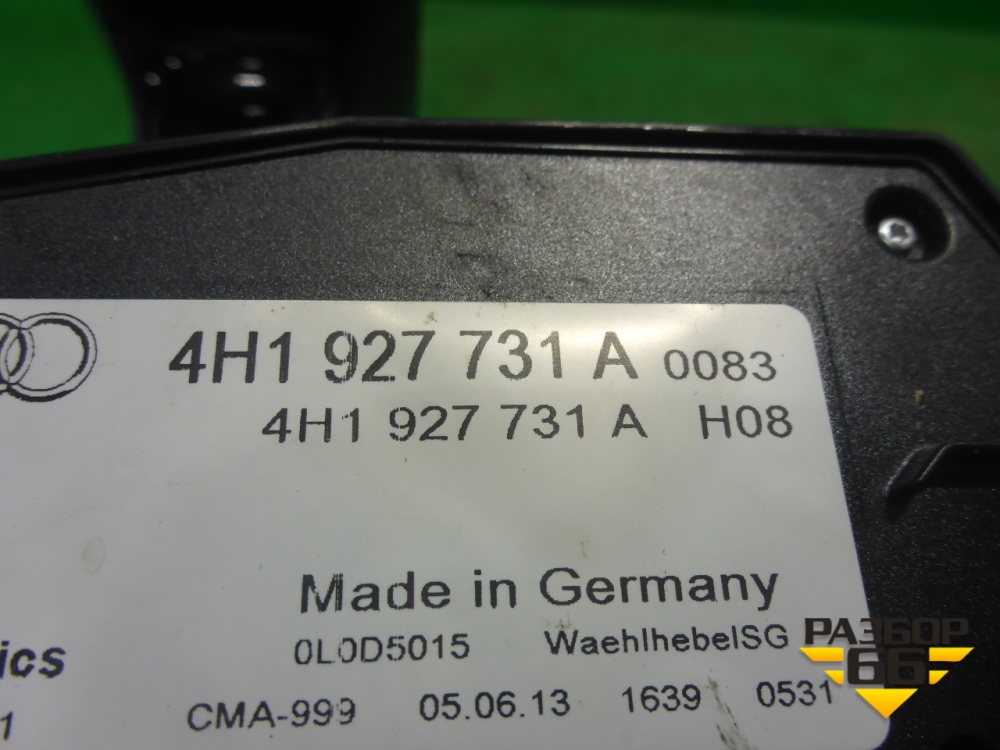 4H1 927 731 A 0083
4H1 927 731 A H08
Made in Germany
0L0D5015 WaehlhebelSG
ics
1 CMA-999 05.06.13 1639 0531
РАЗБОР
66